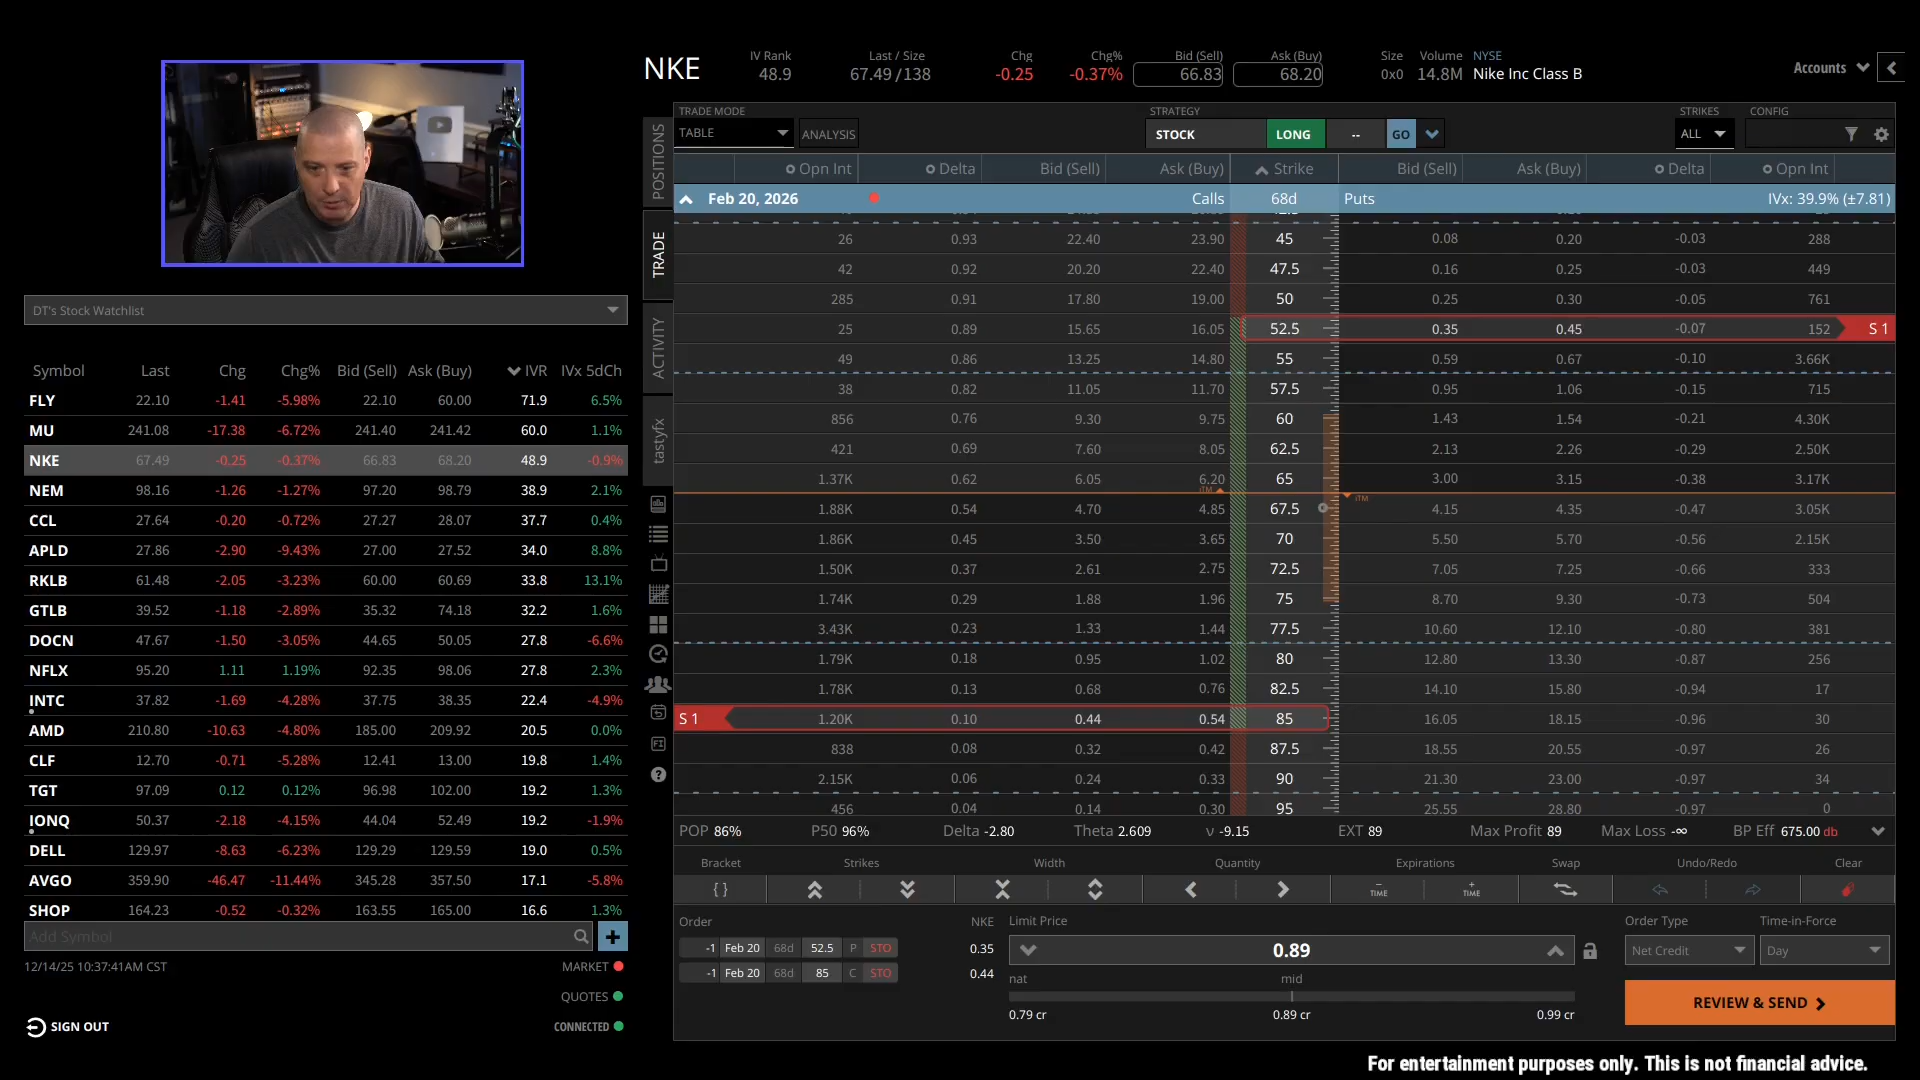 NKE
IV Rank
48.9
Last / Size
67.49 / 138
Chg
-0.25
Chg%
-0.37%
Bid (Sell)
66.83
Ask (Buy)
68.20
Size
0x0
Volume
14.8M
NYSE
Nike Inc Class B
Accounts
TRADE MODE
TABLE
ANALYSIS
STRATEGY
STOCK LONG -- GO
STRIKES
ALL
CONFIG
POSITIONS
TRADE
ACTIVITY
tastyfx
Opn Int Delta Bid (Sell) Ask (Buy) Strike Bid (Sell) Ask (Buy) Delta Opn Int
Feb 20, 2026 Calls 68d Puts IVx: 39.9% (±7.81)
26 0.93 22.40 23.90 45 0.08 0.20 -0.03 288
42 0.92 20.20 22.40 47.5 0.16 0.25 -0.03 449
285 0.91 17.80 19.00 50 0.25 0.30 -0.05 761
25 0.89 15.65 16.05 52.5 0.35 0.45 -0.07 152 S 1
49 0.86 13.25 14.80 55 0.59 0.67 -0.10 3.66K
38 0.82 11.05 11.70 57.5 0.95 1.06 -0.15 715
856 0.76 9.30 9.75 60 1.43 1.54 -0.21 4.30K
421 0.69 7.60 8.05 62.5 2.13 2.26 -0.29 2.50K
1.37K 0.62 6.05 6.20 65 3.00 3.15 -0.38 3.17K
ITM ITM
1.88K 0.54 4.70 4.85 67.5 4.15 4.35 -0.47 3.05K
1.86K 0.45 3.50 3.65 70 5.50 5.70 -0.56 2.15K
1.50K 0.37 2.61 2.75 72.5 7.05 7.25 -0.66 333
1.74K 0.29 1.88 1.96 75 8.70 9.30 -0.73 504
3.43K 0.23 1.33 1.44 77.5 10.60 12.10 -0.80 381
1.79K 0.18 0.95 1.02 80 12.80 13.30 -0.87 256
1.78K 0.13 0.68 0.76 82.5 14.10 15.80 -0.94 17
S 1 1.20K 0.10 0.44 0.54 85 16.05 18.15 -0.96 30
838 0.08 0.32 0.42 87.5 18.55 20.55 -0.97 26
2.15K 0.06 0.24 0.33 90 21.30 23.00 -0.97 34
456 0.04 0.14 0.30 95 25.55 28.80 -0.97 0
POP 86% P50 96% Delta -2.80 Theta 2.609 ν -9.15 EXT 89 Max Profit 89 Max Loss -∞ BP Eff 675.00 db
Bracket Strikes Width Quantity Expirations Swap Undo/Redo Clear
{ } − TIME + TIME
Order NKE Limit Price
-1 Feb 20 68d 52.5 P STO 0.35
-1 Feb 20 68d 85 C STO 0.44
0.89
nat mid
0.79 cr 0.89 cr 0.99 cr
Order Type
Net Credit
Time-in-Force
Day
REVIEW & SEND
DT's Stock Watchlist
Symbol Last Chg Chg% Bid (Sell) Ask (Buy) IVR IVx 5dCh
FLY 22.10 -1.41 -5.98% 22.10 60.00 71.9 6.5%
MU 241.08 -17.38 -6.72% 241.40 241.42 60.0 1.1%
NKE 67.49 -0.25 -0.37% 66.83 68.20 48.9 -0.9%
NEM 98.16 -1.26 -1.27% 97.20 98.79 38.9 2.1%
CCL 27.64 -0.20 -0.72% 27.27 28.07 37.7 0.4%
APLD 27.86 -2.90 -9.43% 27.00 27.52 34.0 8.8%
RKLB 61.48 -2.05 -3.23% 60.00 60.69 33.8 13.1%
GTLB 39.52 -1.18 -2.89% 35.32 74.18 32.2 1.6%
DOCN 47.67 -1.50 -3.05% 44.65 50.05 27.8 -6.6%
NFLX 95.20 1.11 1.19% 92.35 98.06 27.8 2.3%
INTC 37.82 -1.69 -4.28% 37.75 38.35 22.4 -4.9%
AMD 210.80 -10.63 -4.80% 185.00 209.92 20.5 0.0%
CLF 12.70 -0.71 -5.28% 12.41 13.00 19.8 1.4%
TGT 97.09 0.12 0.12% 96.98 102.00 19.2 1.3%
IONQ 50.37 -2.18 -4.15% 44.04 52.49 19.2 -1.9%
DELL 129.97 -8.63 -6.23% 129.29 129.59 19.0 0.5%
AVGO 359.90 -46.47 -11.44% 345.28 357.50 17.1 -5.8%
SHOP 164.23 -0.52 -0.32% 163.55 165.00 16.6 1.3%
Add Symbol
12/14/25 10:37:41AM CST
MARKET
QUOTES
CONNECTED
SIGN OUT
For entertainment purposes only. This is not financial advice.